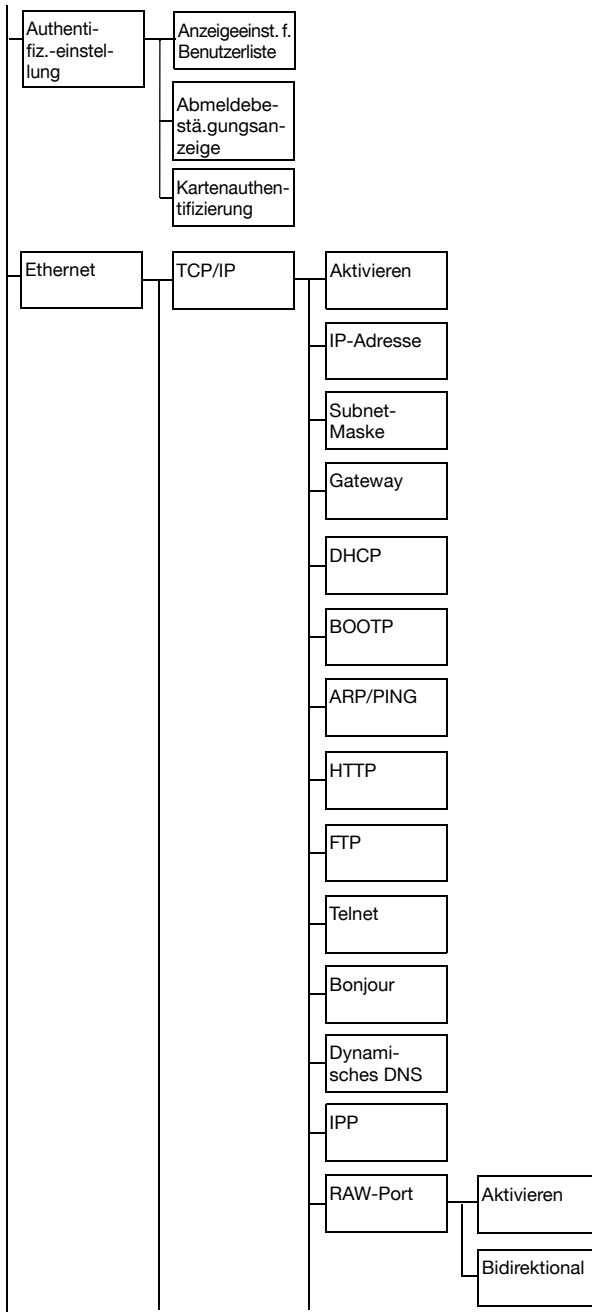 Authenti-
fiz.-einstel-
lung
Anzeigeeinst. f.
Benutzerliste
Abmeldebe-
stä.gungsan-
zeige
Kartenauthen-
tifizierung
Ethernet
TCP/IP
Aktivieren
IP-Adresse
Subnet-
Maske
Gateway
DHCP
BOOTP
ARP/PING
HTTP
FTP
Telnet
Bonjour
Dynami-
sches DNS
IPP
RAW-Port
Aktivieren
Bidirektional